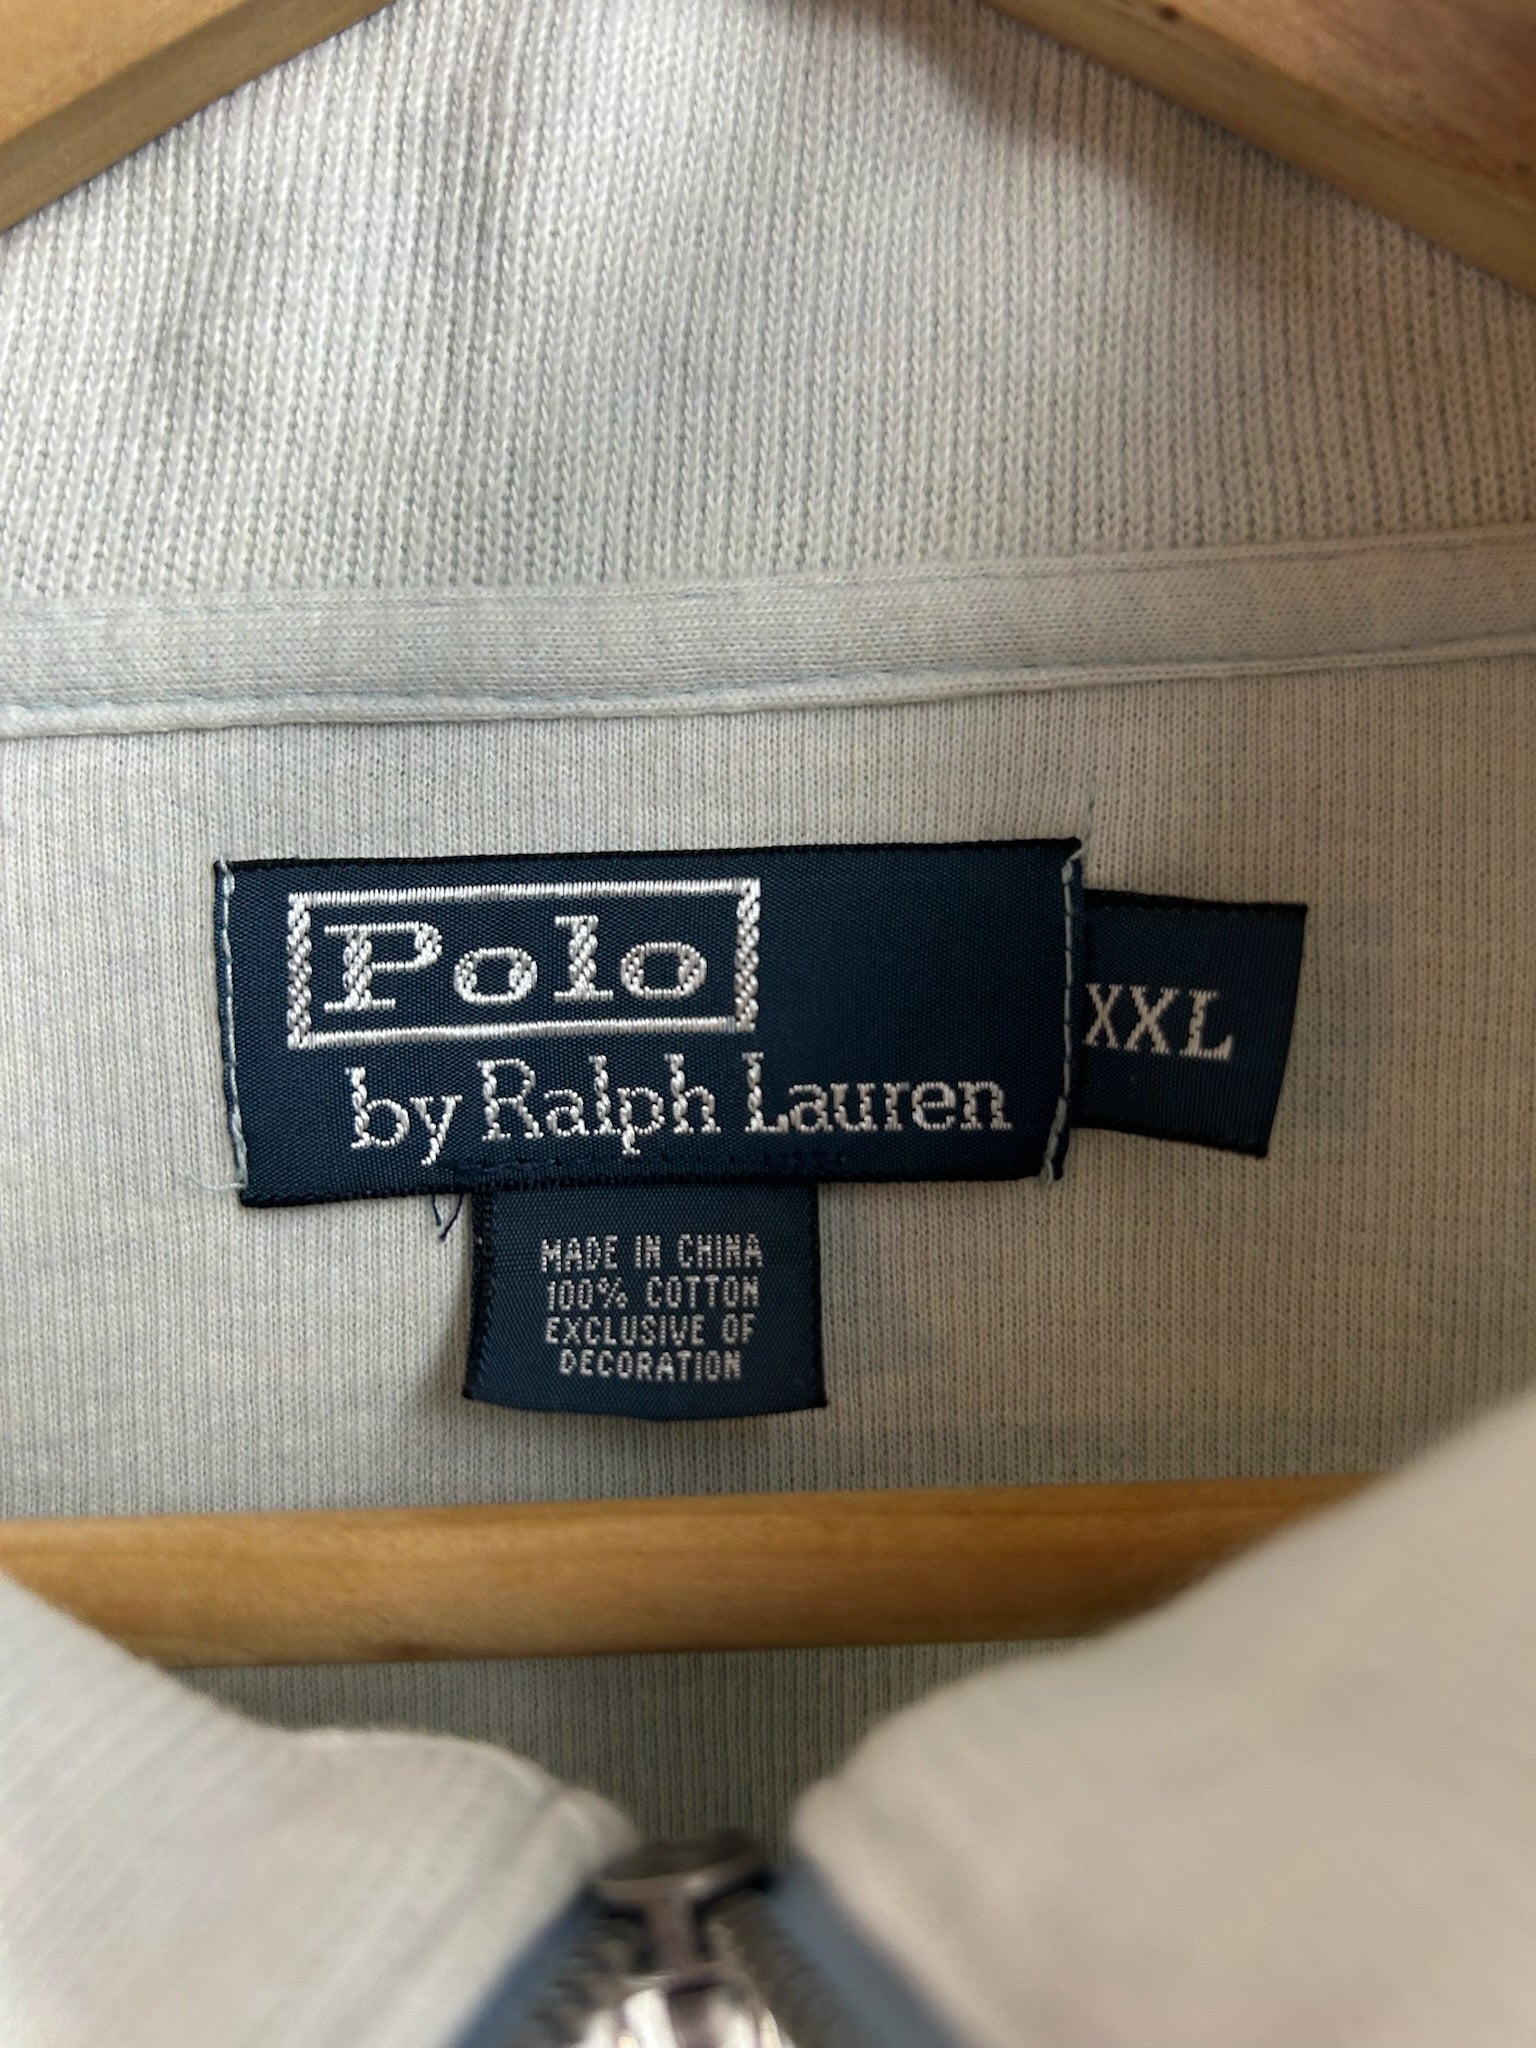 Polo
by Ralph Lauren
XXL
MADE IN CHINA
100% COTTON
EXCLUSIVE OF
DECORATION